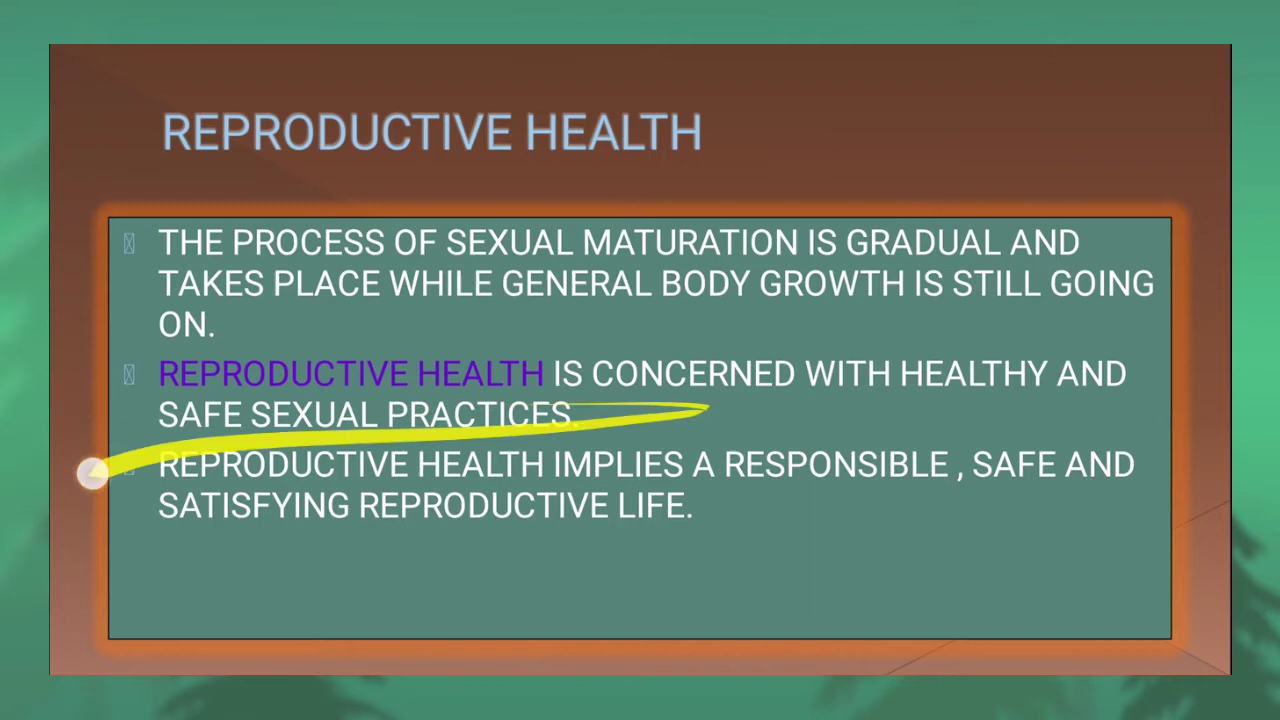 REPRODUCTIVE HEALTH
THE PROCESS OF SEXUAL MATURATION IS GRADUAL AND
TAKES PLACE WHILE GENERAL BODY GROWTH IS STILL GOING
ON.
REPRODUCTIVE HEALTH IS CONCERNED WITH HEALTHY AND
SAFE SEXUAL PRACTICES.
REPRODUCTIVE HEALTH IMPLIES A RESPONSIBLE , SAFE AND
SATISFYING REPRODUCTIVE LIFE.